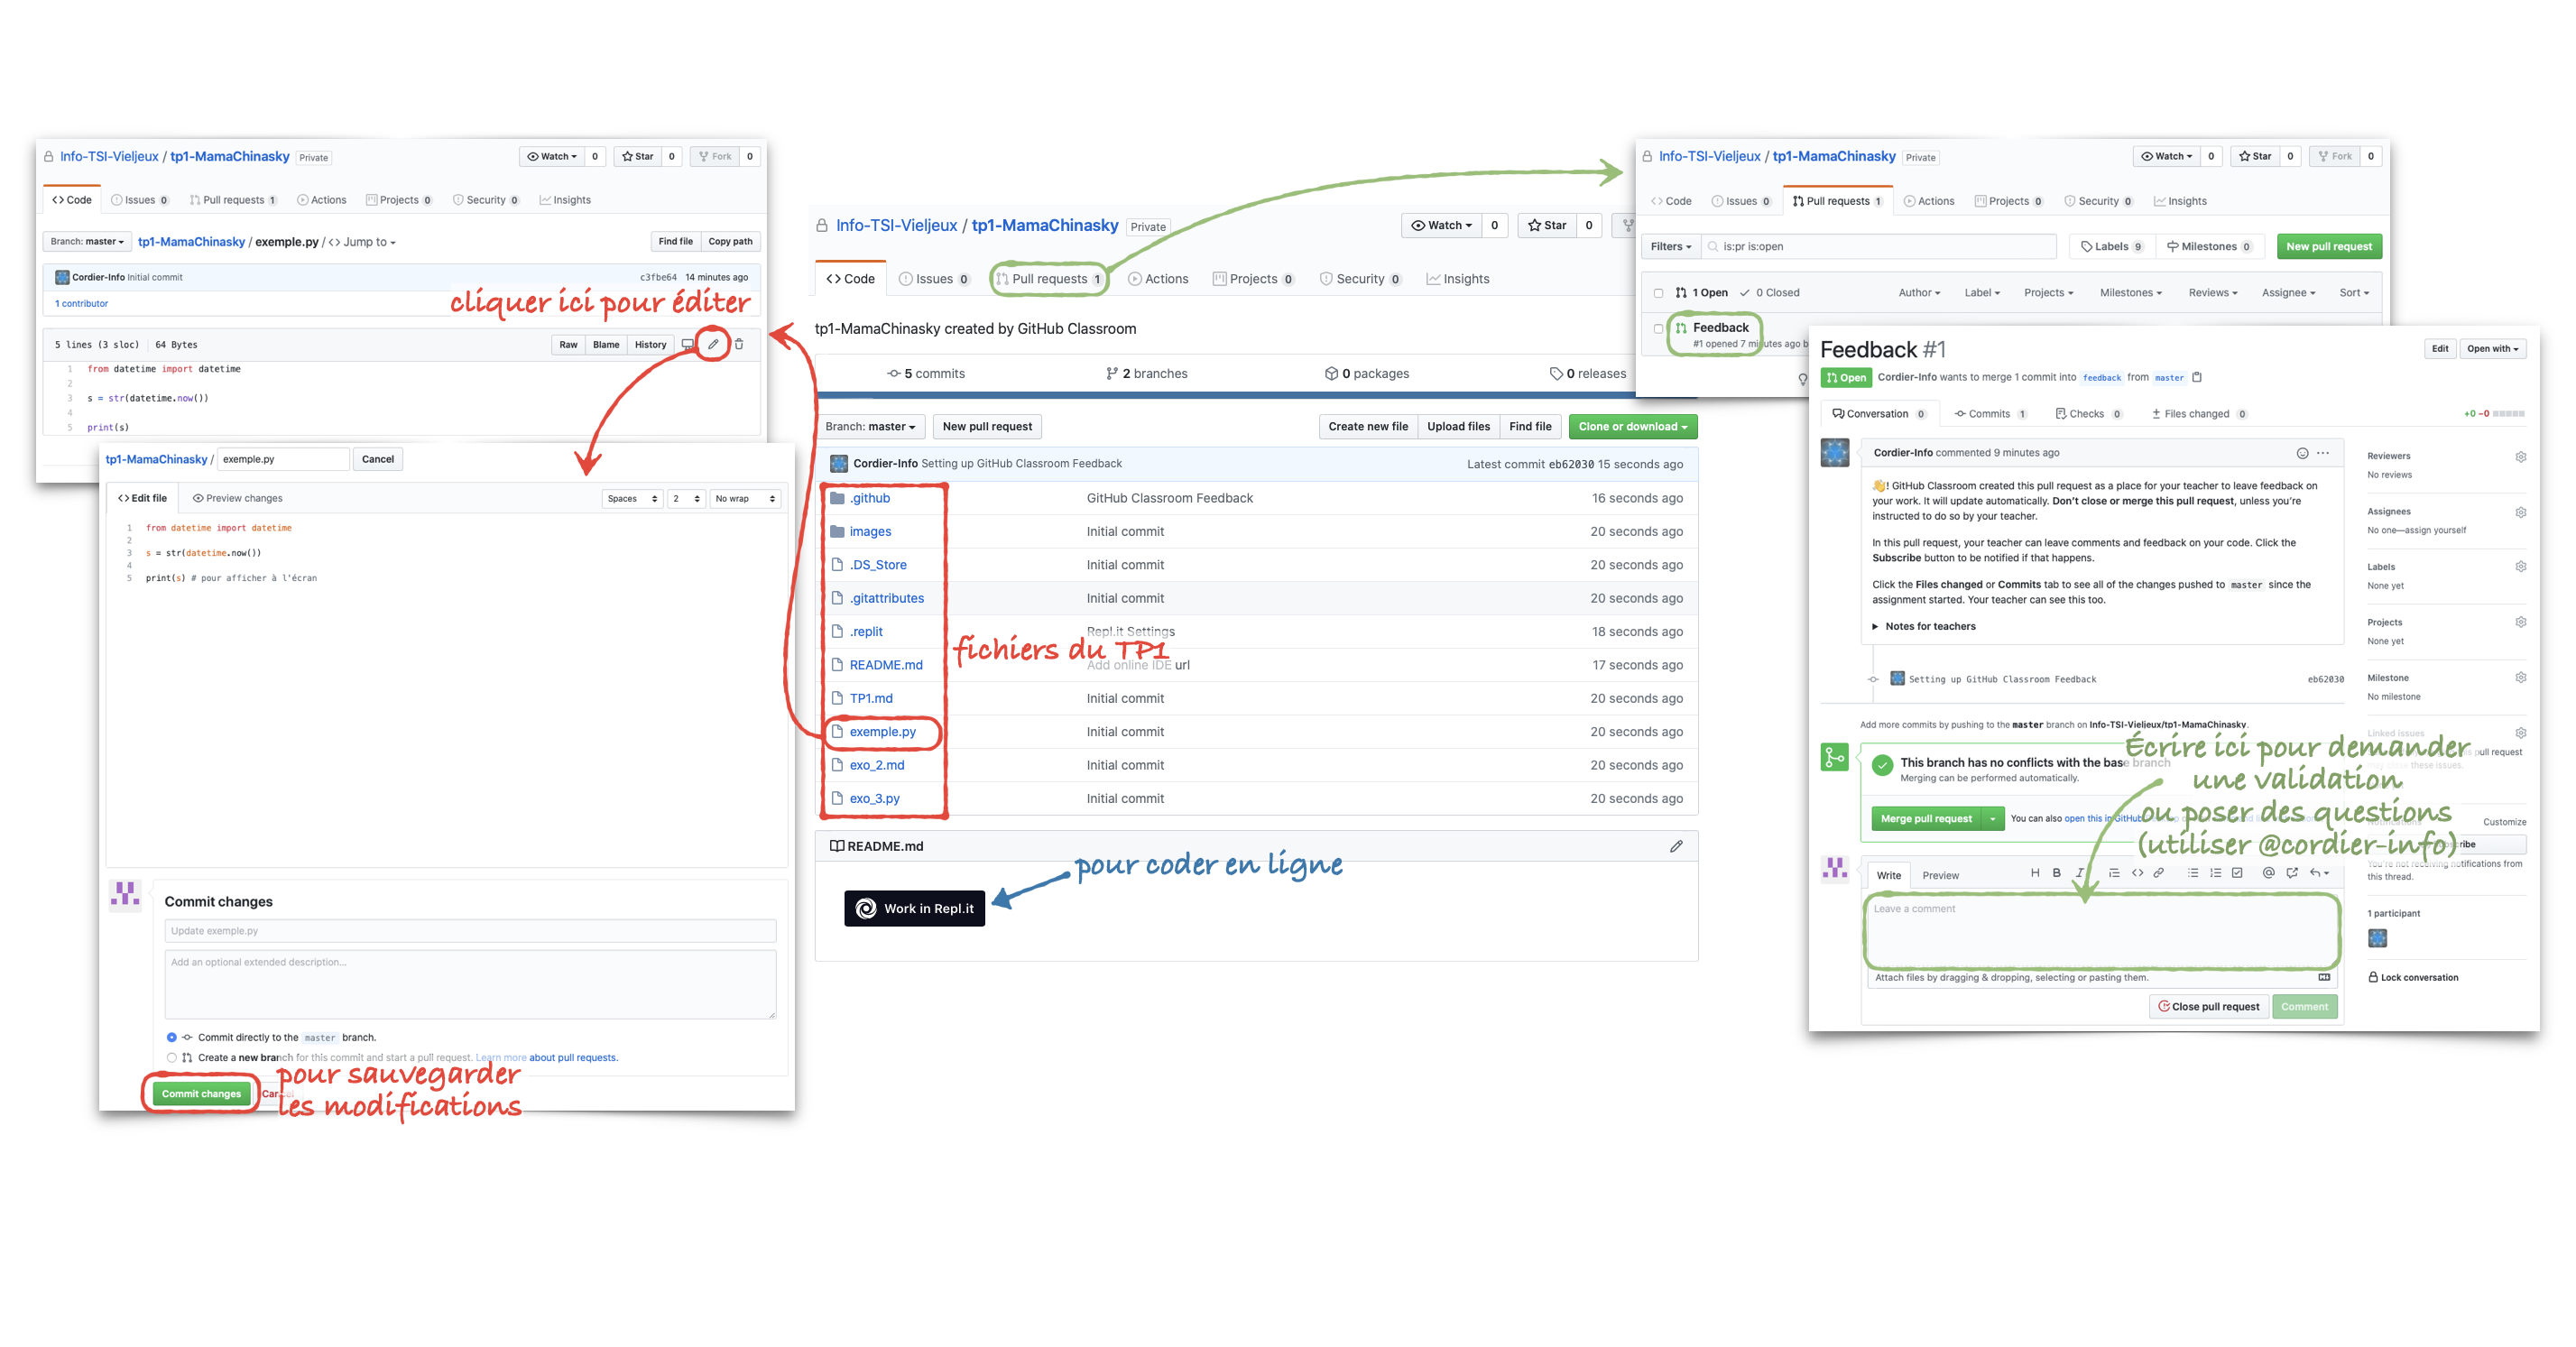 Info-TSI-Vieljeux / tp1-MamaChinasky Private
Watch 0 Star 0 Fork 0
Code Issues 0 Pull requests 1 Actions Projects 0 Security 0 Insights
Branch: master tp1-MamaChinasky / exemple.py / Jump to Find file Copy path
Cordier-Info Initial commit c3fbe64 14 minutes ago
1 contributor
cliquer ici pour éditer
5 lines (3 sloc) 64 Bytes Raw Blame History
1 from datetime import datetime
2
3 s = str(datetime.now())
4
5 print(s)
tp1-MamaChinasky / exemple.py Cancel
Edit file Preview changes Spaces 2 No wrap
1 from datetime import datetime
2
3 s = str(datetime.now())
4
5 print(s) # pour afficher à l'écran
Commit changes
Update exemple.py
Add an optional extended description...
Commit directly to the master branch.
Create a new branch for this commit and start a pull request. Learn more about pull requests.
Commit changes Cancel
pour sauvegarder
les modifications
Info-TSI-Vieljeux / tp1-MamaChinasky Private
Watch 0 Star 0
Code Issues 0 Pull requests 1 Actions Projects 0 Security 0 Insights
tp1-MamaChinasky created by GitHub Classroom
5 commits 2 branches 0 packages 0 releases
Branch: master New pull request Create new file Upload files Find file Clone or download
Cordier-Info Setting up GitHub Classroom Feedback Latest commit eb62030 15 seconds ago
.github GitHub Classroom Feedback 16 seconds ago
images Initial commit 20 seconds ago
.DS_Store Initial commit 20 seconds ago
.gitattributes Initial commit 20 seconds ago
.replit Repl.it Settings 18 seconds ago
fichiers du TP1
README.md Add online IDE url 17 seconds ago
TP1.md Initial commit 20 seconds ago
exemple.py Initial commit 20 seconds ago
exo_2.md Initial commit 20 seconds ago
exo_3.py Initial commit 20 seconds ago
README.md
pour coder en ligne
Work in Repl.it
Info-TSI-Vieljeux / tp1-MamaChinasky Private
Watch 0 Star 0 Fork 0
Code Issues 0 Pull requests 1 Actions Projects 0 Security 0 Insights
Filters is:pr is:open Labels 9 Milestones 0 New pull request
1 Open 0 Closed Author Label Projects Milestones Reviews Assignee Sort
Feedback
#1 opened 7 minutes ago b
Feedback #1 Edit Open with
Open Cordier-Info wants to merge 1 commit into feedback from master
Conversation 0 Commits 1 Checks 0 Files changed 0 +0 −0
Cordier-Info commented 9 minutes ago
👋! GitHub Classroom created this pull request as a place for your teacher to leave feedback on
your work. It will update automatically. Don't close or merge this pull request, unless you're
instructed to do so by your teacher.
In this pull request, your teacher can leave comments and feedback on your code. Click the
Subscribe button to be notified if that happens.
Click the Files changed or Commits tab to see all of the changes pushed to master since the
assignment started. Your teacher can see this too.
Notes for teachers
Setting up GitHub Classroom Feedback eb62030
Add more commits by pushing to the master branch on Info-TSI-Vieljeux/tp1-MamaChinasky.
This branch has no conflicts with the base branch
Merging can be performed automatically.
Merge pull request You can also open this in GitHub
Écrire ici pour demander
une validation
ou poser des questions
(utiliser @cordier-info)
Write Preview
Leave a comment
Attach files by dragging & dropping, selecting or pasting them.
Close pull request Comment
Reviewers
No reviews
Assignees
No one—assign yourself
Labels
None yet
Projects
None yet
Milestone
No milestone
Linked issues
pull request
these issues.
Customize
You're not receiving notifications from
this thread.
1 participant
Lock conversation